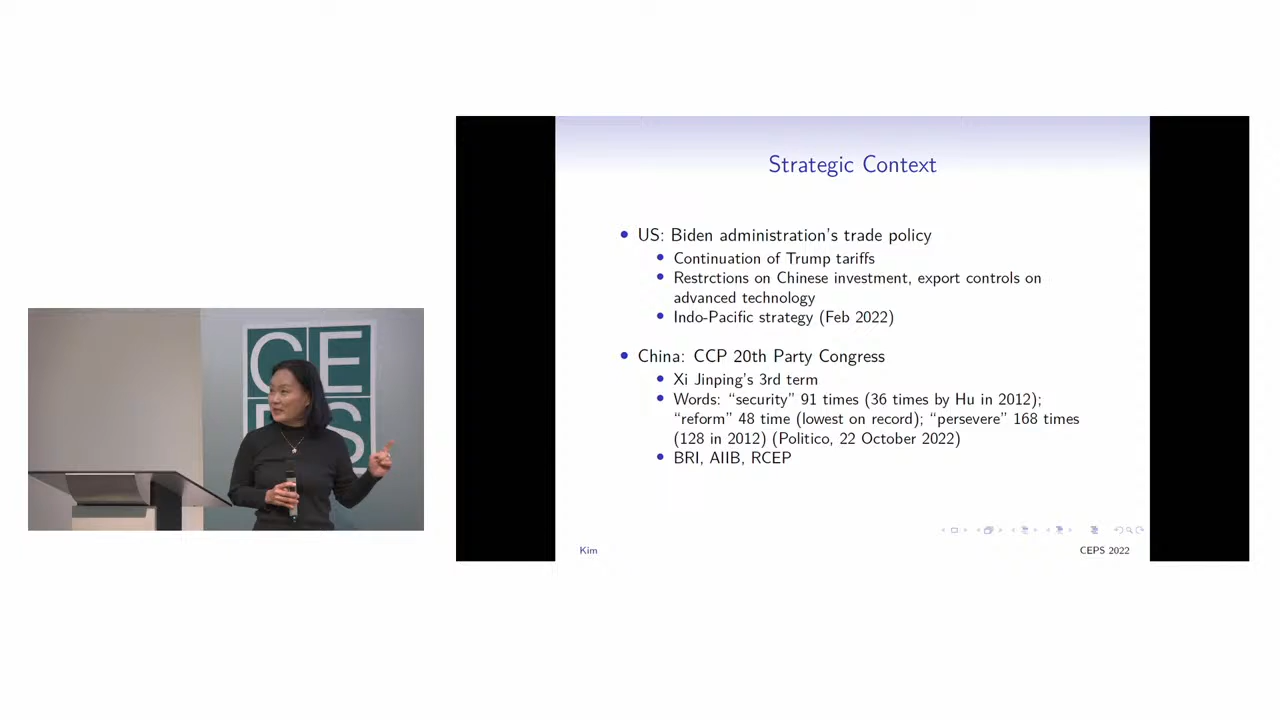 CE
PS
Strategic Context
US: Biden administration's trade policy
Continuation of Trump tariffs
Restrctions on Chinese investment, export controls on
advanced technology
Indo-Pacific strategy (Feb 2022)
China: CCP 20th Party Congress
Xi Jinping's 3rd term
Words: “security” 91 times (36 times by Hu in 2012);
“reform” 48 time (lowest on record); “persevere” 168 times
(128 in 2012) (Politico, 22 October 2022)
BRI, AIIB, RCEP
Kim
CEPS 2022